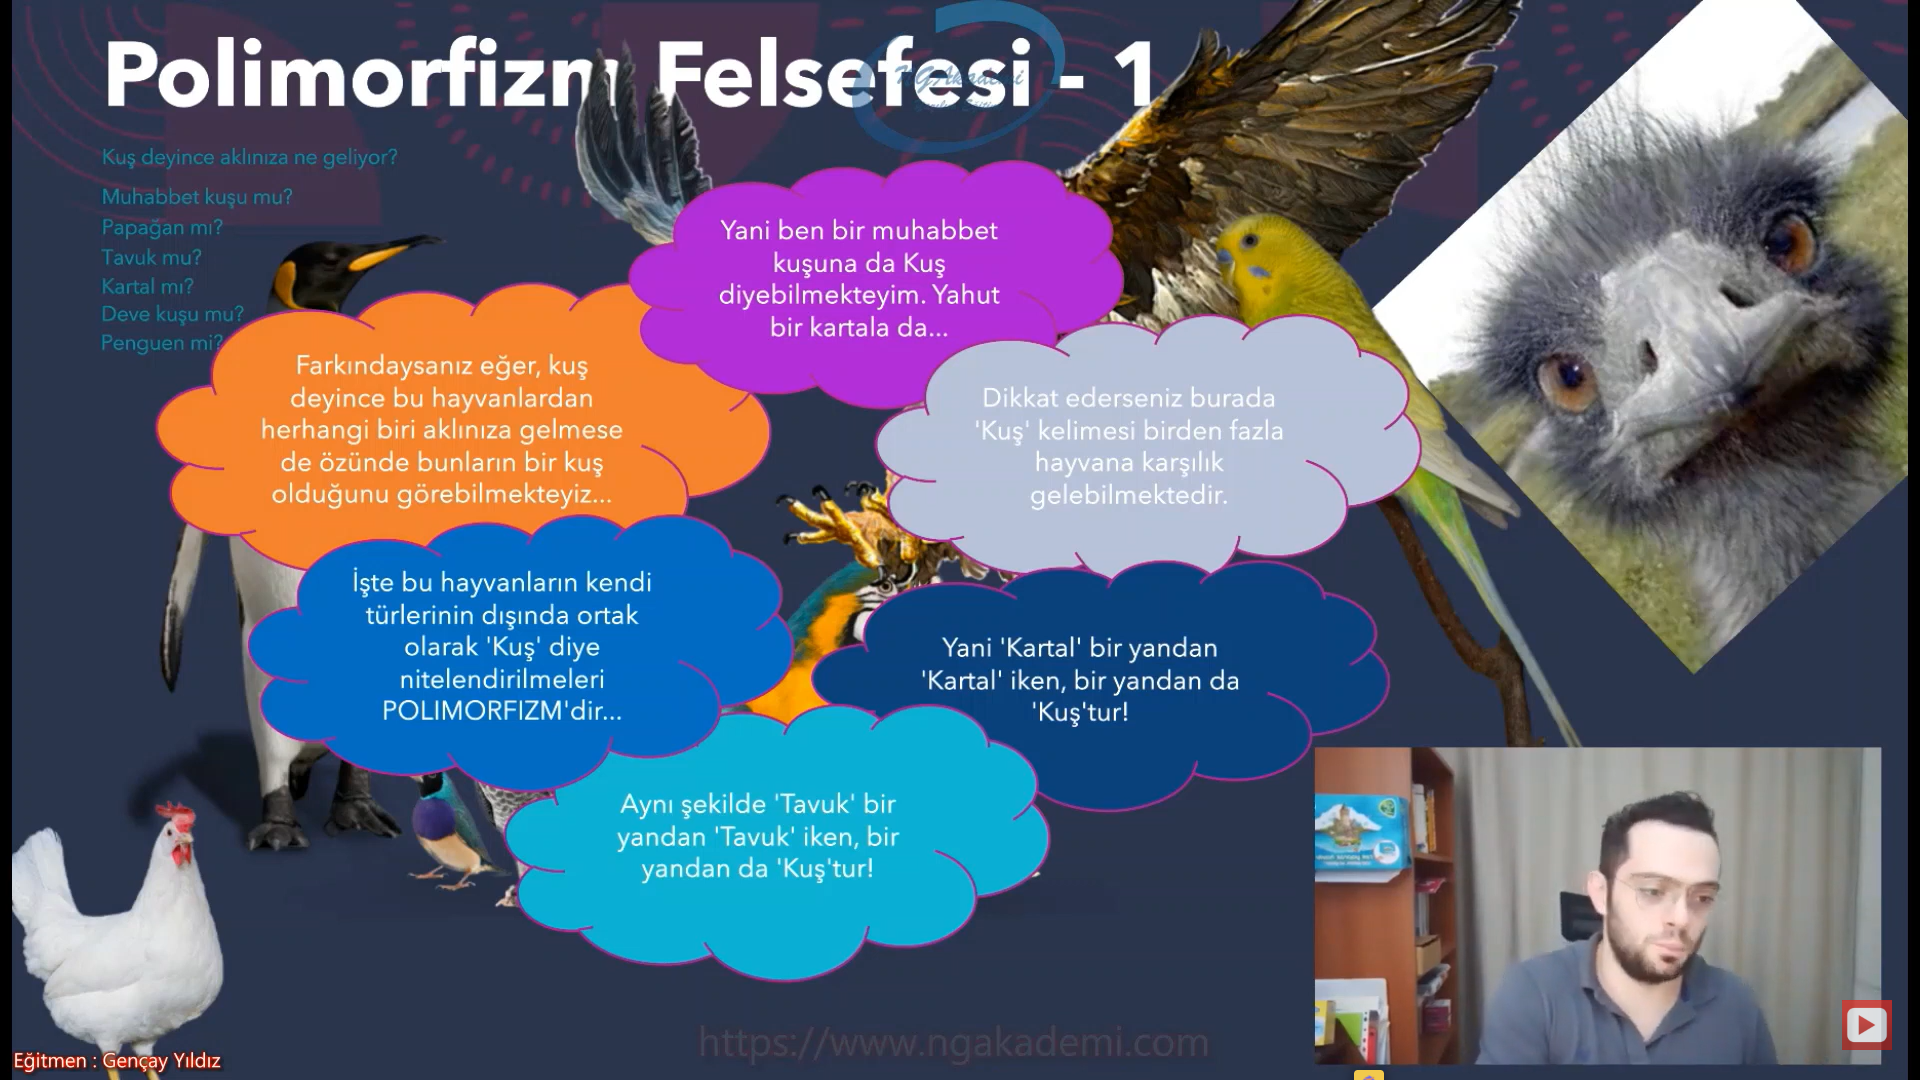 Polimorfizm Felsefesi - 1
NGAkademi
Kuş deyince aklınıza ne geliyor?
Muhabbet kuşu mu?
Papağan mı?
Tavuk mu?
Kartal mı?
Deve kuşu mu?
Penguen mi?
Yani ben bir muhabbet
kuşuna da Kuş
diyebilmekteyim. Yahut
bir kartala da...
Farkındaysanız eğer, kuş
deyince bu hayvanlardan
herhangi biri aklınıza gelmese
de özünde bunların bir kuş
olduğunu görebilmekteyiz...
Dikkat ederseniz burada
'Kuş' kelimesi birden fazla
hayvana karşılık
gelebilmektedir.
İşte bu hayvanların kendi
türlerinin dışında ortak
olarak 'Kuş' diye
nitelendirilmeleri
POLIMORFIZM'dir...
Yani 'Kartal' bir yandan
'Kartal' iken, bir yandan da
'Kuş'tur!
Aynı şekilde 'Tavuk' bir
yandan 'Tavuk' iken, bir
yandan da 'Kuş'tur!
https://www.ngakademi.com
Eğitmen : Gençay Yıldız